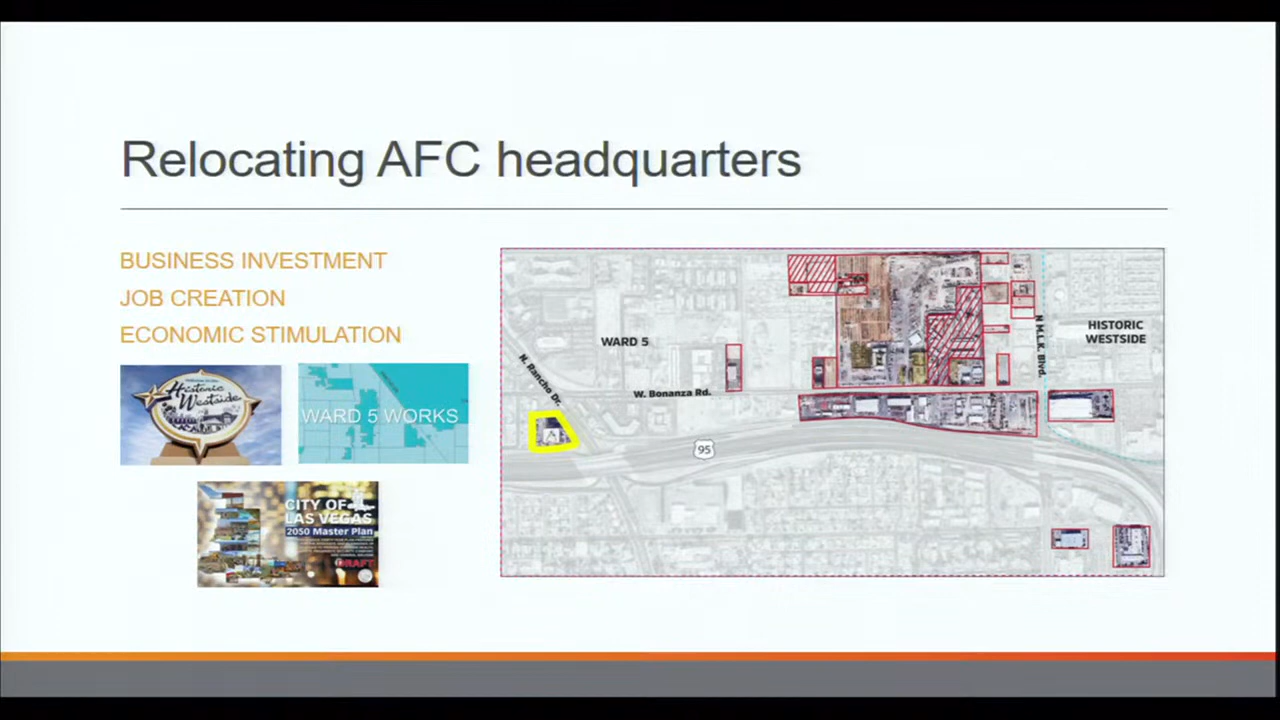 Relocating AFC headquarters
BUSINESS INVESTMENT
JOB CREATION
ECONOMIC STIMULATION
Historic
Westside
WARD 5 WORKS
CITY OF
LAS VEGAS
2050 Master Plan
DRAFT
WARD 5
N. Rancho Dr.
W. Bonanza Rd.
95
N M.L.K. Blvd.
HISTORIC
WESTSIDE